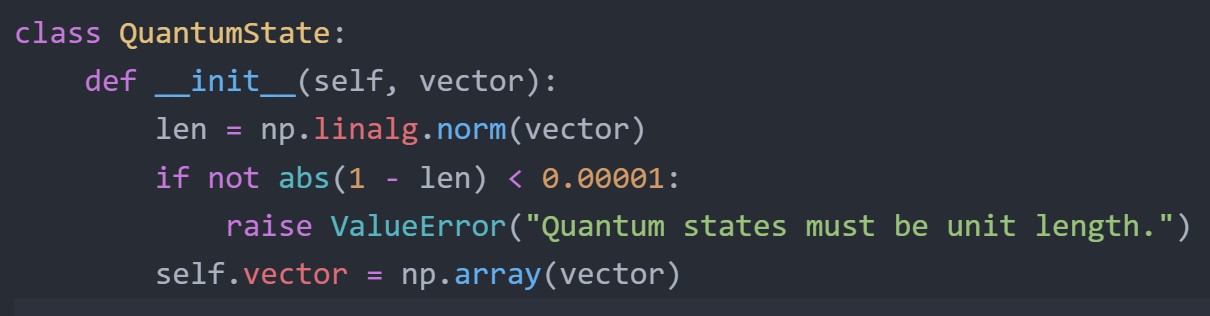 class QuantumState:
    def __init__(self, vector):
        len = np.linalg.norm(vector)
        if not abs(1 - len) < 0.00001:
            raise ValueError("Quantum states must be unit length.")
        self.vector = np.array(vector)